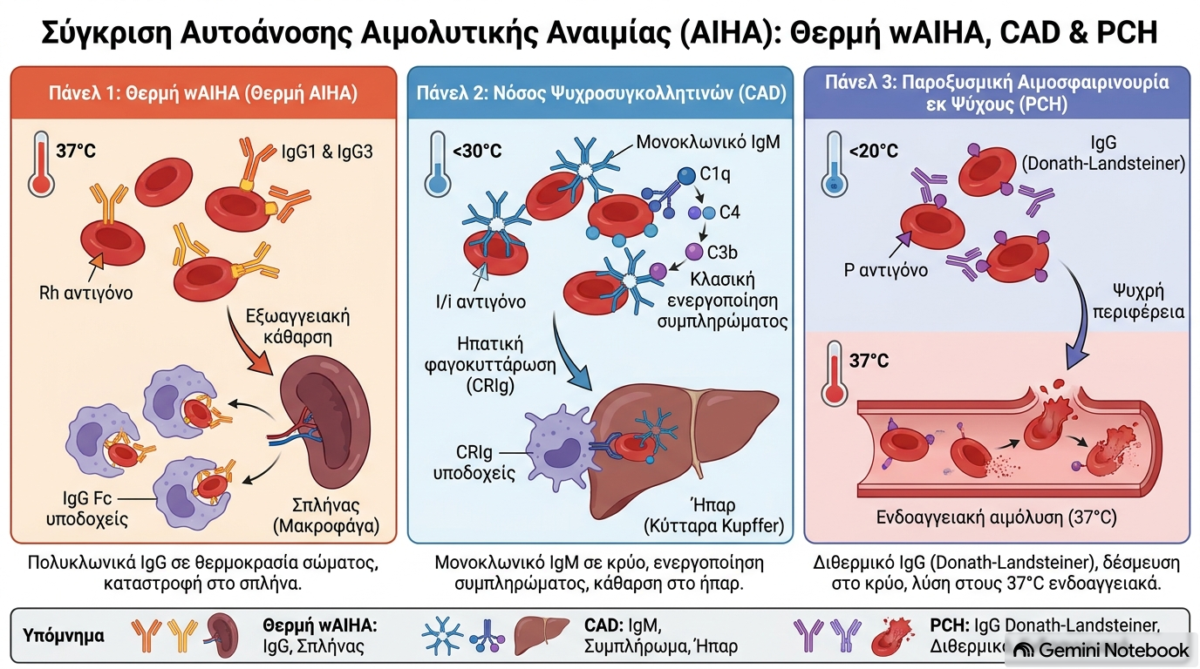 Σύγκριση Αυτοάνοσης Αιμολυτικής Αναιμίας (AIHA): Θερμή wAIHA, CAD & PCH
Πάνελ 1: Θερμή wAIHA (Θερμή AIHA)
37°C
IgG1 & IgG3
Rh αντιγόνο
Εξωαγγειακή
κάθαρση
IgG Fc
υποδοχείς
Σπλήνας
(Μακροφάγα)
Πολυκλωνικά IgG σε θερμοκρασία σώματος,
καταστροφή στο σπλήνα.
Πάνελ 2: Νόσος Ψυχροσυγκολλητινών (CAD)
<30°C
Μονοκλωνικό IgM
C1q
C4
C3b
I/i αντιγόνο
Κλασική
ενεργοποίηση
συμπληρώματος
Ηπατική
φαγοκυττάρωση
(CRIg)
CRIg
υποδοχείς
Ήπαρ
(Κύτταρα Kupffer)
Μονοκλωνικό IgM σε κρύο, ενεργοποίηση
συμπληρώματος, κάθαρση στο ήπαρ.
Πάνελ 3: Παροξυσμική Αιμοσφαιρινουρία
εκ Ψύχους (PCH)
<20°C
IgG
(Donath-Landsteiner)
P αντιγόνο
Ψυχρή
περιφέρεια
37°C
Ενδοαγγειακή αιμόλυση (37°C)
Διθερμικό IgG (Donath-Landsteiner), δέσμευση
στο κρύο, λύση στους 37°C ενδοαγγειακά.
Υπόμνημα
Θερμή wAIHA:
IgG, Σπλήνας
CAD: IgM,
Συμπλήρωμα, Ήπαρ
PCH: IgG Donath-Landsteiner,
Gemini Notebook